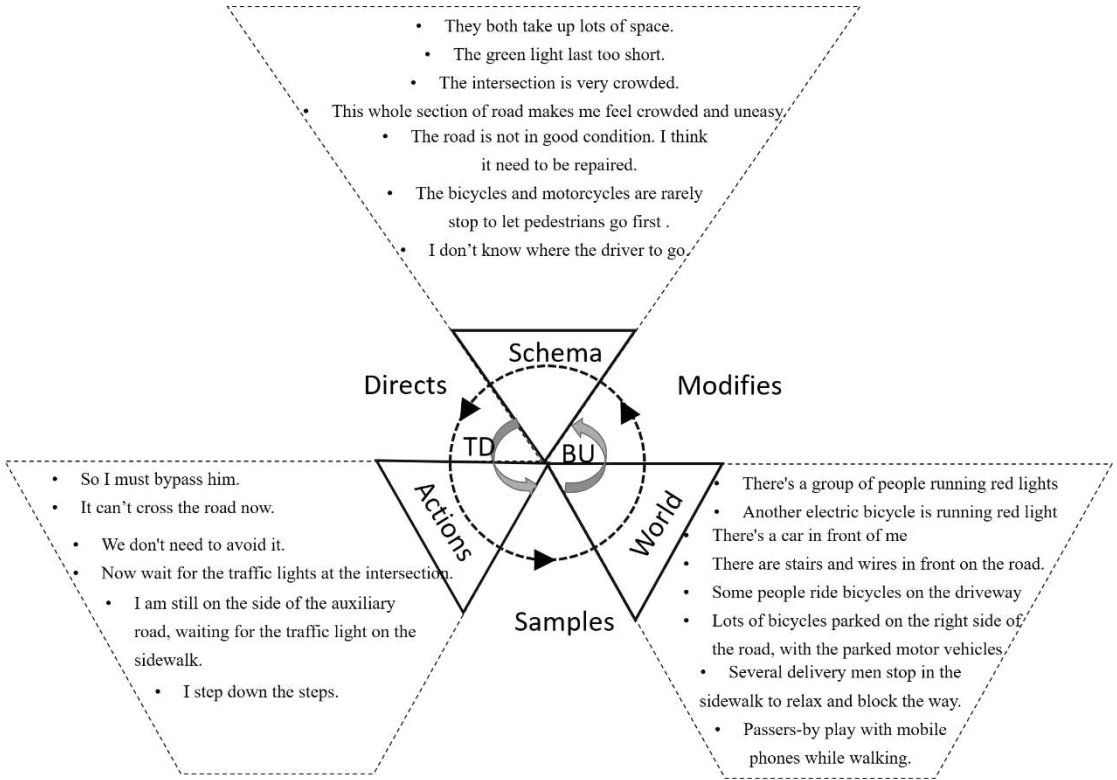 • They both take up lots of space.
• The green light last too short.
• The intersection is very crowded.
• This whole section of road makes me feel crowded and uneasy.
• The road is not in good condition. I think
it need to be repaired.
• The bicycles and motorcycles are rarely
stop to let pedestrians go first .
• I don’t know where the driver to go.
Schema
Directs
Modifies
TD
BU
Actions
World
Samples
• So I must bypass him.
• It can’t cross the road now.
• We don't need to avoid it.
• Now wait for the traffic lights at the intersection.
• I am still on the side of the auxiliary
road, waiting for the traffic light on the
sidewalk.
• I step down the steps.
• There's a group of people running red lights
• Another electric bicycle is running red light
• There's a car in front of me
• There are stairs and wires in front on the road.
• Some people ride bicycles on the driveway
• Lots of bicycles parked on the right side of
the road, with the parked motor vehicles.
• Several delivery men stop in the
sidewalk to relax and block the way.
• Passers-by play with mobile
phones while walking.